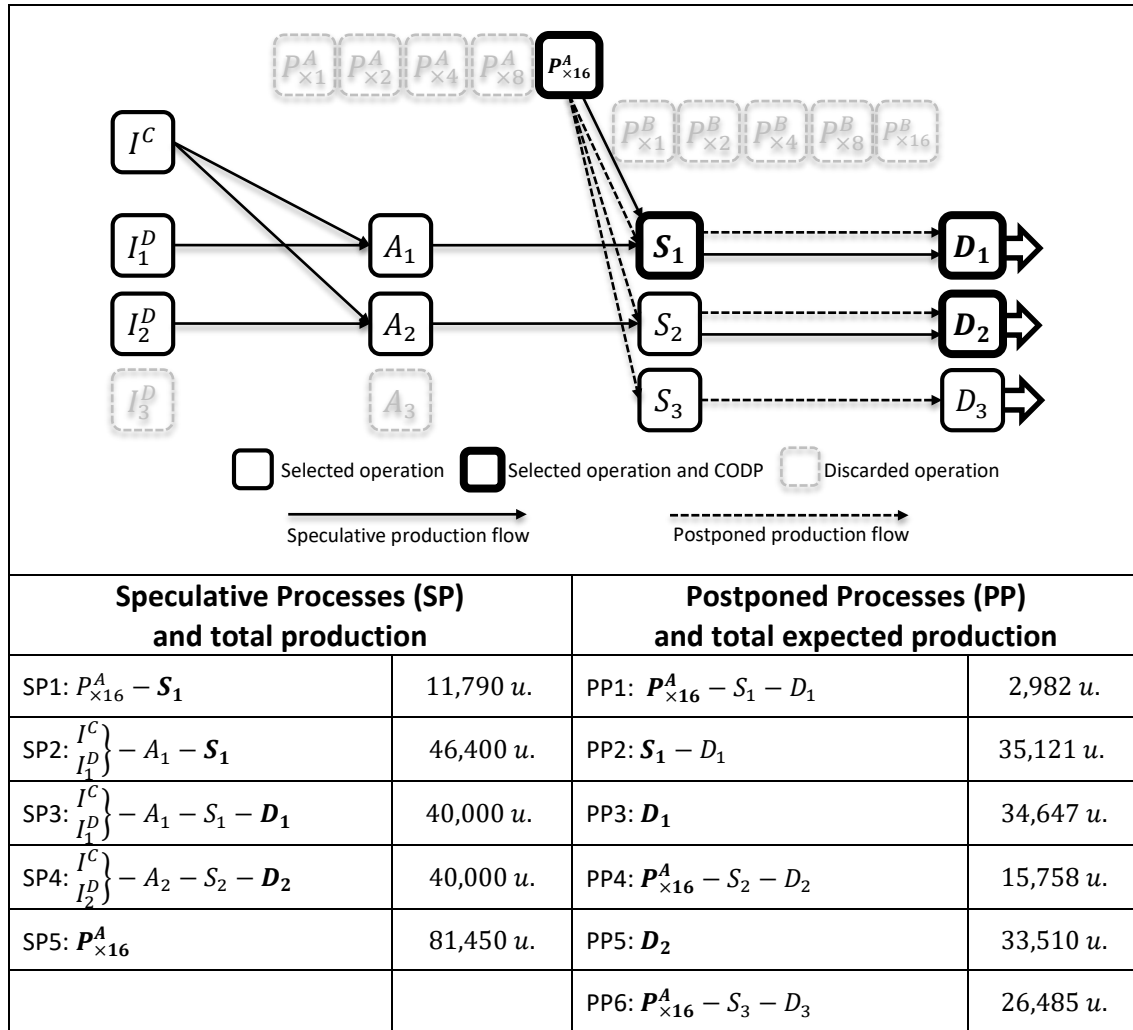 P^A_×1 P^A_×2 P^A_×4 P^A_×8 P^A_×16
P^B_×1 P^B_×2 P^B_×4 P^B_×8 P^B_×16
I^C
I^D_1 A_1 S_1 D_1
I^D_2 A_2 S_2 D_2
I^D_3 A_3 S_3 D_3
Selected operation Selected operation and CODP Discarded operation
Speculative production flow Postponed production flow
Speculative Processes (SP)
and total production
Postponed Processes (PP)
and total expected production
SP1: P^A_×16 − S_1 11,790 u. PP1: P^A_×16 − S_1 − D_1 2,982 u.
SP2: I^C I^D_1} − A_1 − S_1 46,400 u. PP2: S_1 − D_1 35,121 u.
SP3: I^C I^D_1} − A_1 − S_1 − D_1 40,000 u. PP3: D_1 34,647 u.
SP4: I^C I^D_2} − A_2 − S_2 − D_2 40,000 u. PP4: P^A_×16 − S_2 − D_2 15,758 u.
SP5: P^A_×16 81,450 u. PP5: D_2 33,510 u.
PP6: P^A_×16 − S_3 − D_3 26,485 u.